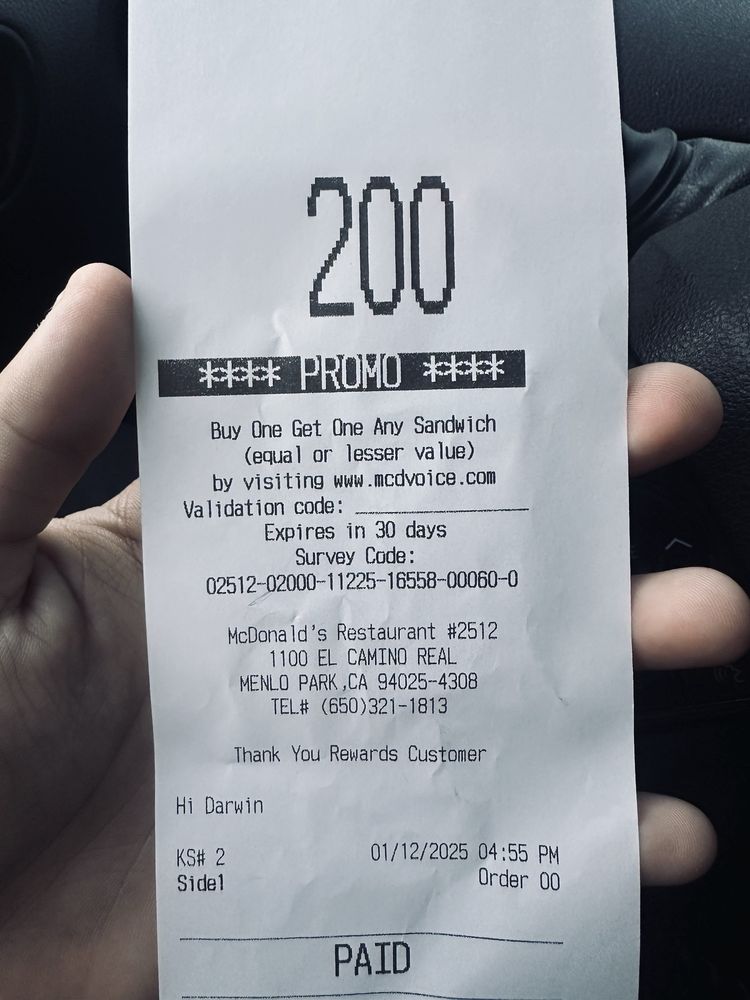 200
**** PROMO ****
Buy One Get One Any Sandwich
(equal or lesser value)
by visiting www.mcdvoice.com
Validation code: ____________________
Expires in 30 days
Survey Code:
02512-02000-11225-16558-00060-0
McDonald's Restaurant #2512
1100 EL CAMINO REAL
MENLO PARK,CA 94025-4308
TEL# (650)321-1813
Thank You Rewards Customer
Hi Darwin
KS# 2 01/12/2025 04:55 PM
Side1 Order 00
PAID